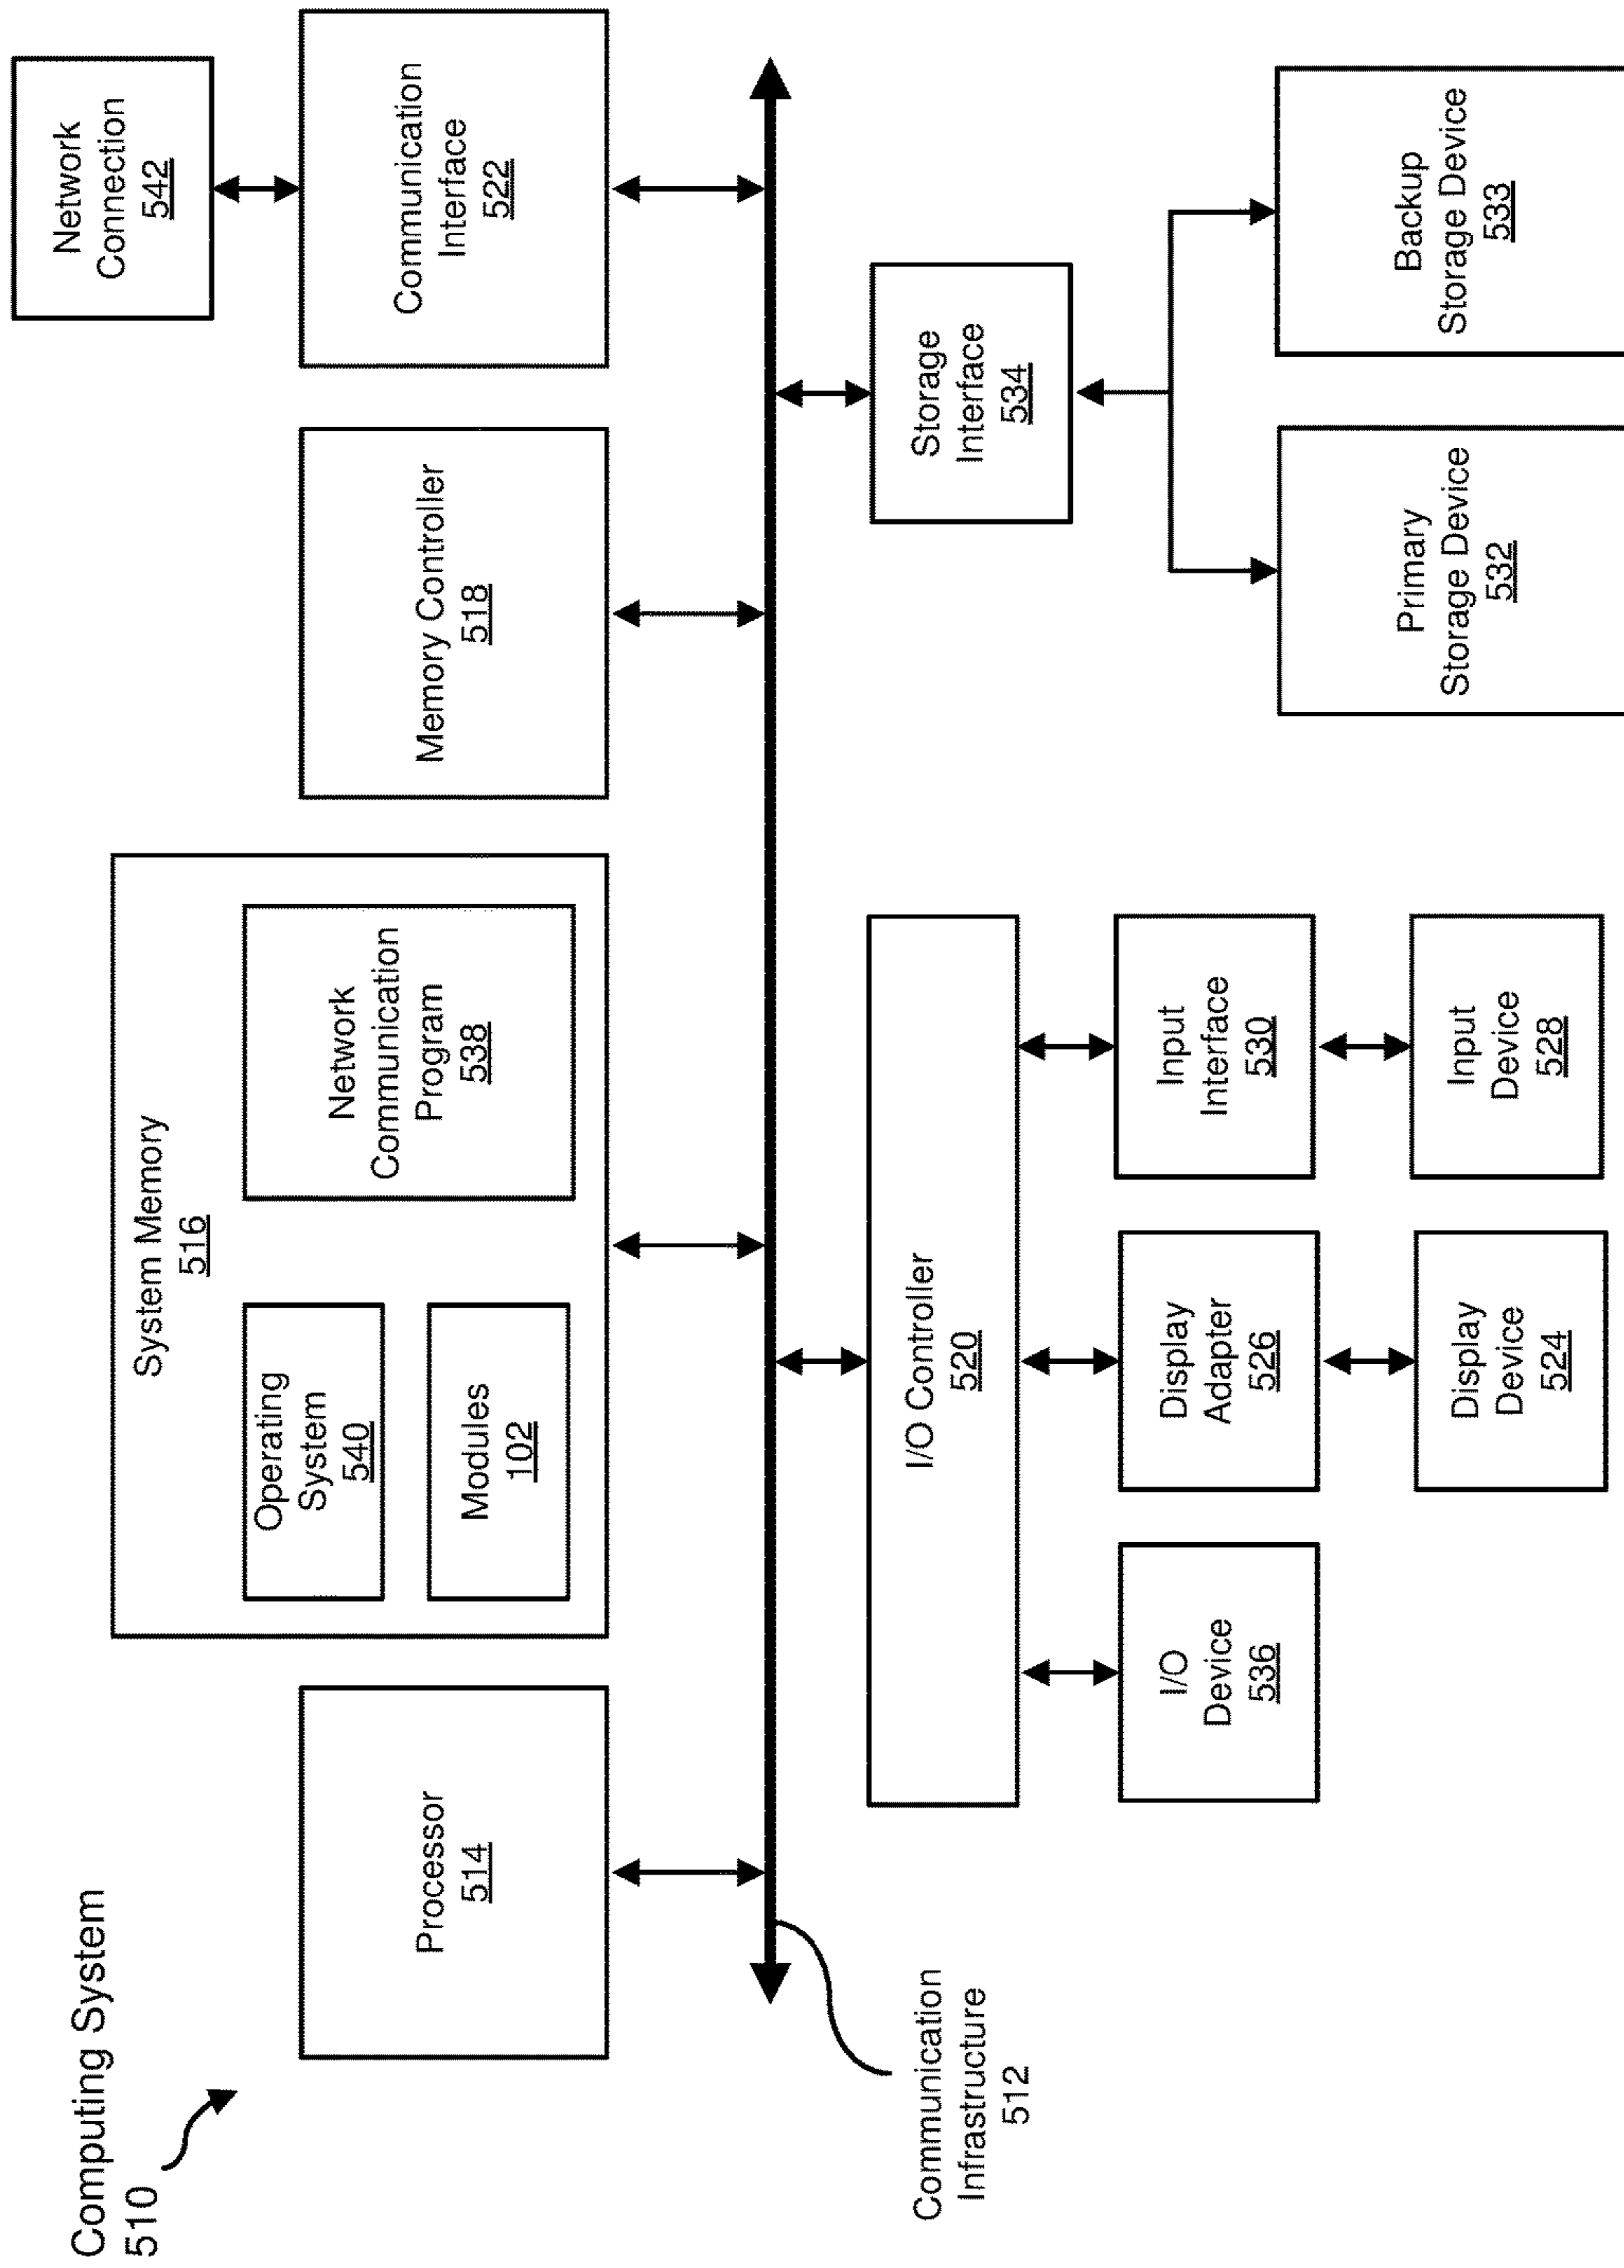 Computing System
510
Processor
514
System Memory
516
Operating
System
540
Modules
102
Network
Communication
Program
538
Memory Controller
518
Communication
Interface
522
Network
Connection
542
Communication
Infrastructure
512
I/O Controller
520
I/O
Device
536
Display
Adapter
526
Display
Device
524
Input
Interface
530
Input
Device
528
Storage
Interface
534
Primary
Storage Device
532
Backup
Storage Device
533